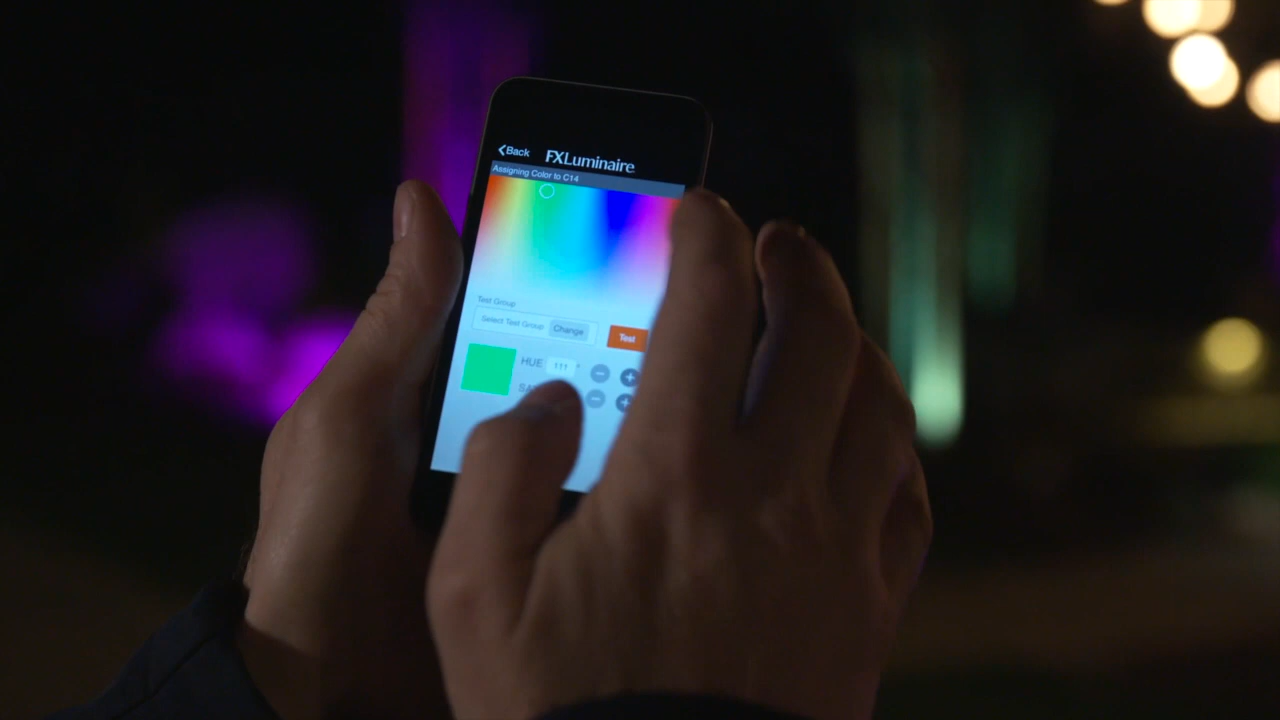 Back FXLuminaire
Assigning Color to C14
Test Group
Select Test Group Change Test
HUE 111 °